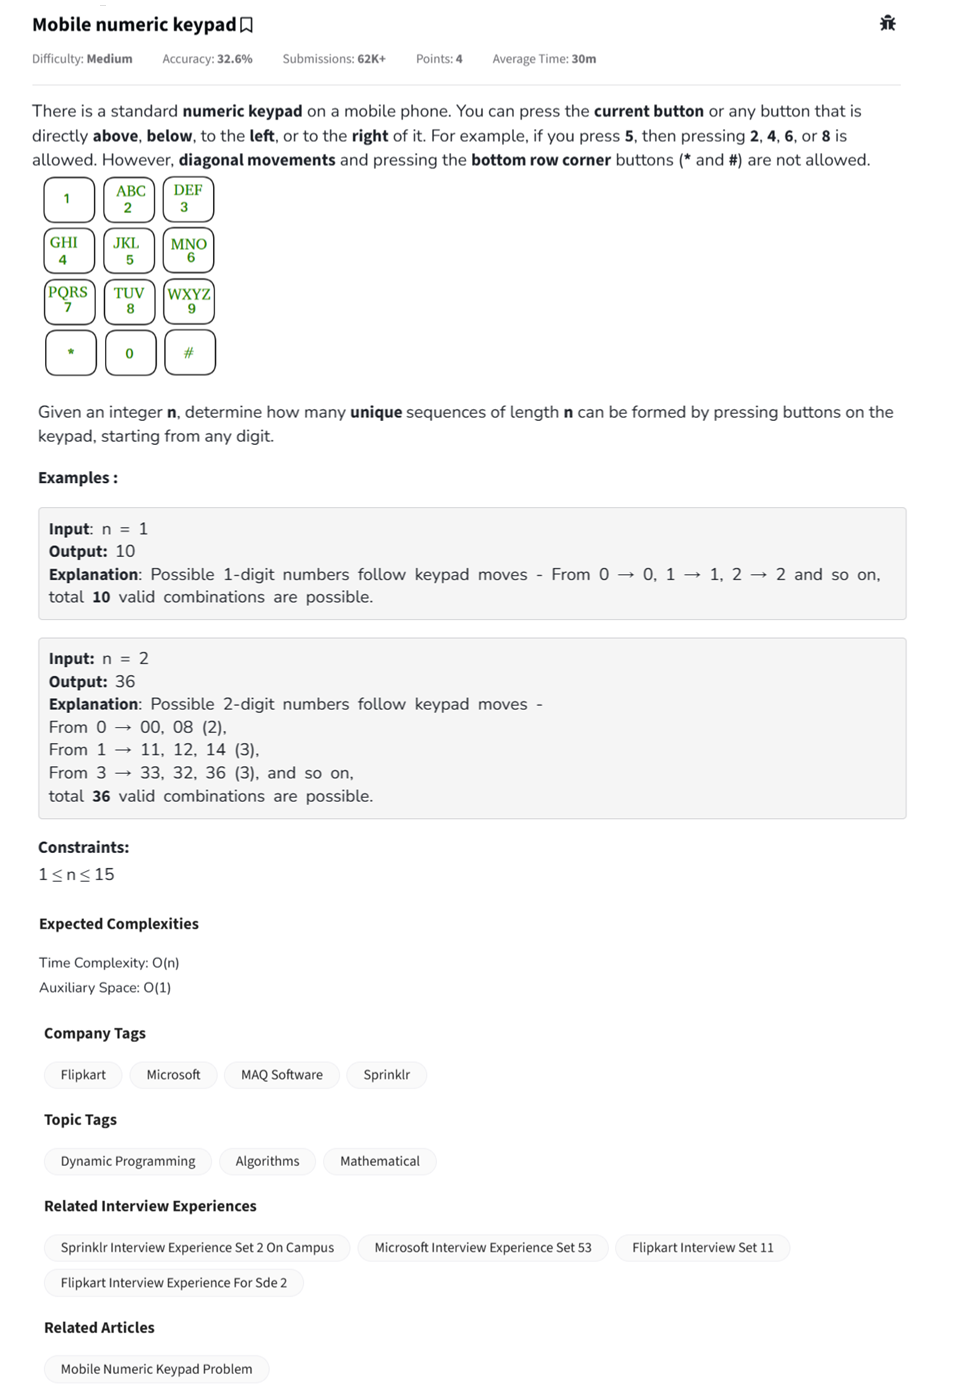 Mobile numeric keypad
Difficulty: Medium Accuracy: 32.6% Submissions: 62K+ Points: 4 Average Time: 30m
There is a standard numeric keypad on a mobile phone. You can press the current button or any button that is
directly above, below, to the left, or to the right of it. For example, if you press 5, then pressing 2, 4, 6, or 8 is
allowed. However, diagonal movements and pressing the bottom row corner buttons (* and #) are not allowed.
1 ABC DEF
2 3
GHI JKL MNO
4 5 6
PQRS TUV WXYZ
7 8 9
* 0 #
Given an integer n, determine how many unique sequences of length n can be formed by pressing buttons on the
keypad, starting from any digit.
Examples :
Input: n = 1
Output: 10
Explanation: Possible 1-digit numbers follow keypad moves - From 0 → 0, 1 → 1, 2 → 2 and so on,
total 10 valid combinations are possible.
Input: n = 2
Output: 36
Explanation: Possible 2-digit numbers follow keypad moves -
From 0 → 00, 08 (2),
From 1 → 11, 12, 14 (3),
From 3 → 33, 32, 36 (3), and so on,
total 36 valid combinations are possible.
Constraints:
1 ≤ n ≤ 15
Expected Complexities
Time Complexity: O(n)
Auxiliary Space: O(1)
Company Tags
Flipkart Microsoft MAQ Software Sprinklr
Topic Tags
Dynamic Programming Algorithms Mathematical
Related Interview Experiences
Sprinklr Interview Experience Set 2 On Campus Microsoft Interview Experience Set 53 Flipkart Interview Set 11
Flipkart Interview Experience For Sde 2
Related Articles
Mobile Numeric Keypad Problem